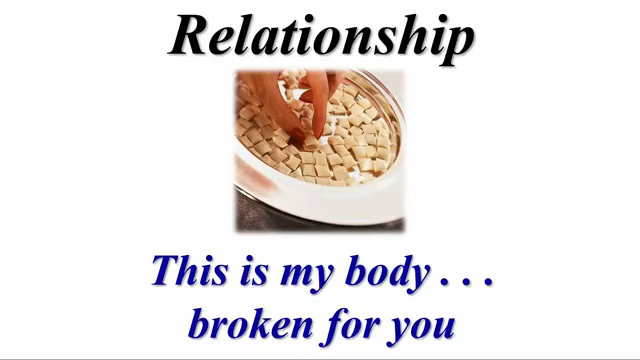 Relationship
This is my body . . .
broken for you